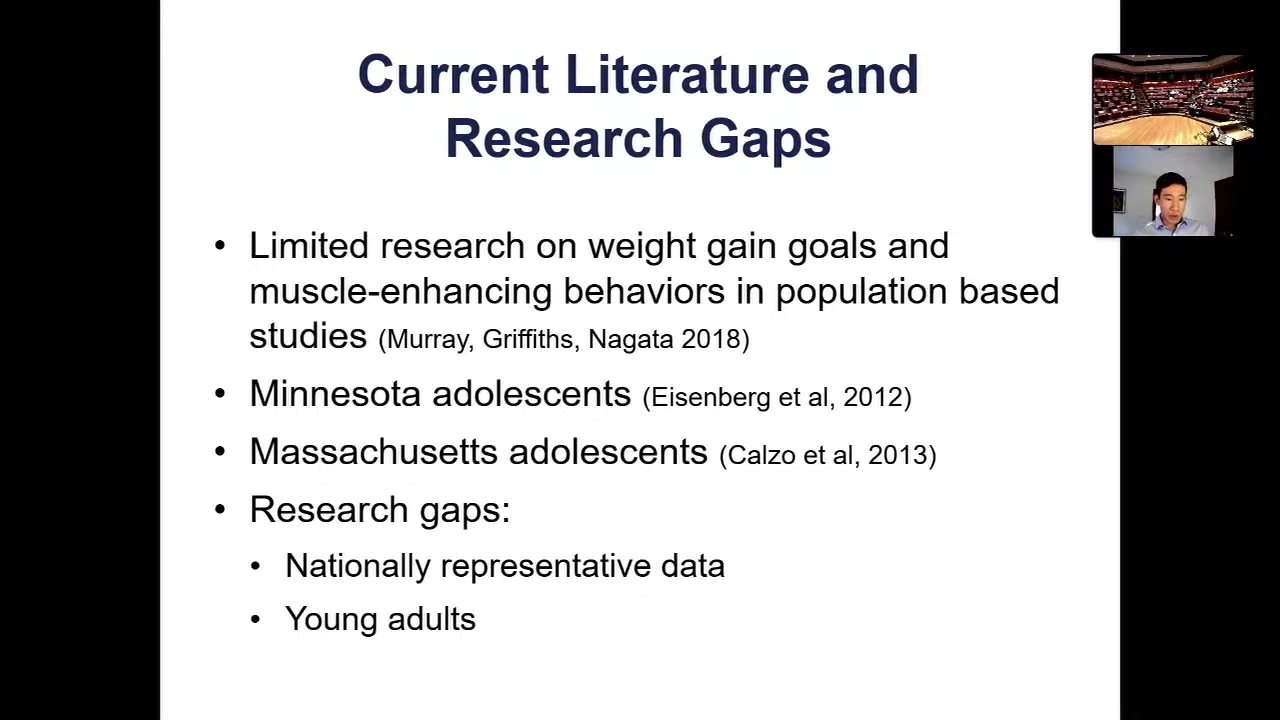 Current Literature and
Research Gaps
• Limited research on weight gain goals and
muscle-enhancing behaviors in population based
studies (Murray, Griffiths, Nagata 2018)
• Minnesota adolescents (Eisenberg et al, 2012)
• Massachusetts adolescents (Calzo et al, 2013)
• Research gaps:
• Nationally representative data
• Young adults